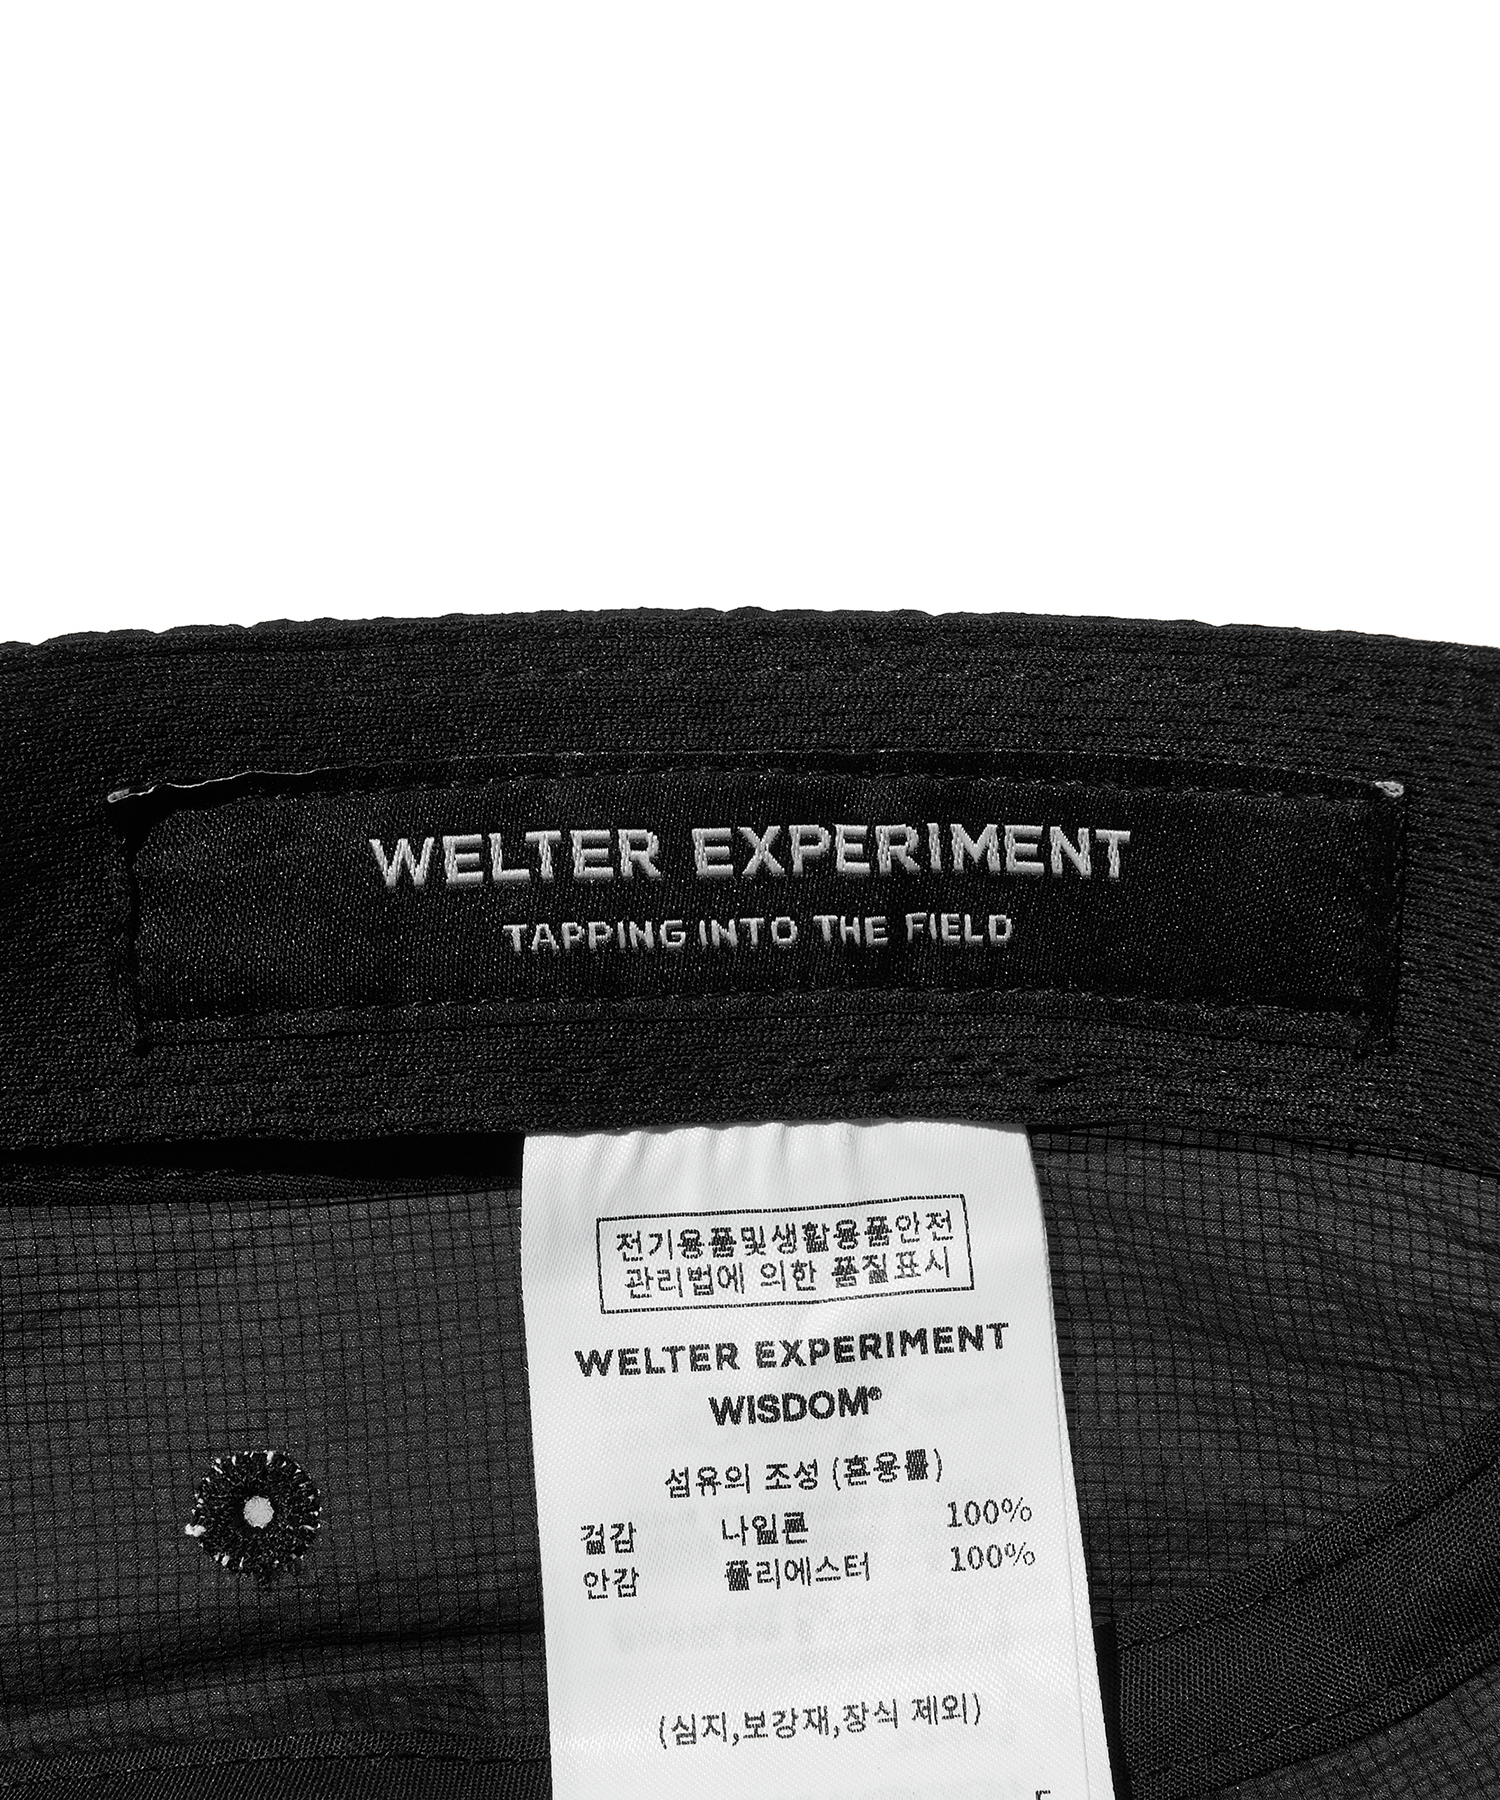 WELTER EXPERIMENT
TAPPING INTO THE FIELD
전기용품및생활용품안전
관리법에 의한 품질표시
WELTER EXPERIMENT
WISDOM®
섬유의 조성 (혼용률)
겉감 나일론 100%
안감 폴리에스터 100%
(심지,보강재,장식 제외)